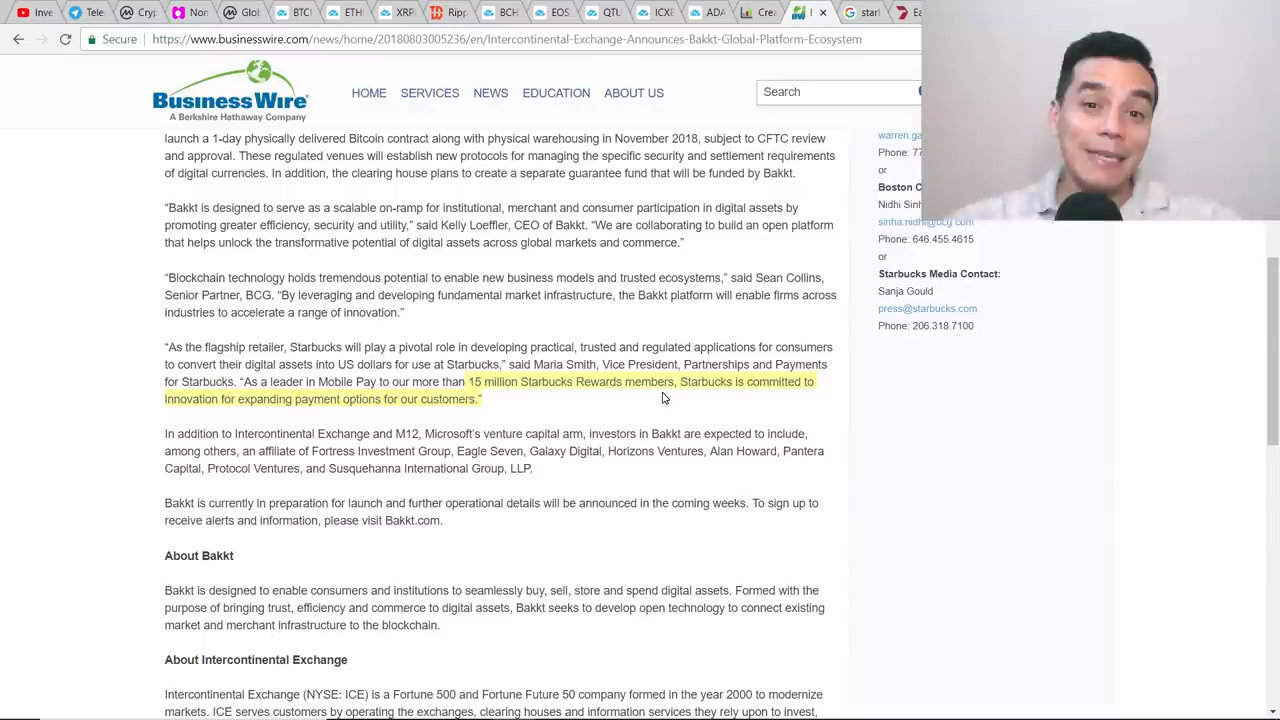 Inve
Tele
Cryp
Non
Glob
BTC
ETH
XRP
Ripp
BCH
EOS
QTU
ICX
ADA
Crea
starl
Ea
Secure
https://www.businesswire.com/news/home/20180803005236/en/Intercontinental-Exchange-Announces-Bakkt-Global-Platform-Ecosystem
BusinessWire
A Berkshire Hathaway Company
HOME SERVICES NEWS EDUCATION ABOUT US
Search
launch a 1-day physically delivered Bitcoin contract along with physical warehousing in November 2018, subject to CFTC review
and approval. These regulated venues will establish new protocols for managing the specific security and settlement requirements
of digital currencies. In addition, the clearing house plans to create a separate guarantee fund that will be funded by Bakkt.
“Bakkt is designed to serve as a scalable on-ramp for institutional, merchant and consumer participation in digital assets by
promoting greater efficiency, security and utility,” said Kelly Loeffler, CEO of Bakkt. “We are collaborating to build an open platform
that helps unlock the transformative potential of digital assets across global markets and commerce.”
“Blockchain technology holds tremendous potential to enable new business models and trusted ecosystems,” said Sean Collins,
Senior Partner, BCG. “By leveraging and developing fundamental market infrastructure, the Bakkt platform will enable firms across
industries to accelerate a range of innovation.”
“As the flagship retailer, Starbucks will play a pivotal role in developing practical, trusted and regulated applications for consumers
to convert their digital assets into US dollars for use at Starbucks,” said Maria Smith, Vice President, Partnerships and Payments
for Starbucks. “As a leader in Mobile Pay to our more than 15 million Starbucks Rewards members, Starbucks is committed to
innovation for expanding payment options for our customers.”
In addition to Intercontinental Exchange and M12, Microsoft’s venture capital arm, investors in Bakkt are expected to include,
among others, an affiliate of Fortress Investment Group, Eagle Seven, Galaxy Digital, Horizons Ventures, Alan Howard, Pantera
Capital, Protocol Ventures, and Susquehanna International Group, LLP.
Bakkt is currently in preparation for launch and further operational details will be announced in the coming weeks. To sign up to
receive alerts and information, please visit Bakkt.com.
About Bakkt
Bakkt is designed to enable consumers and institutions to seamlessly buy, sell, store and spend digital assets. Formed with the
purpose of bringing trust, efficiency and commerce to digital assets, Bakkt seeks to develop open technology to connect existing
market and merchant infrastructure to the blockchain.
About Intercontinental Exchange
Intercontinental Exchange (NYSE: ICE) is a Fortune 500 and Fortune Future 50 company formed in the year 2000 to modernize
markets. ICE serves customers by operating the exchanges, clearing houses and information services they rely upon to invest,
warren.ga
Phone: 77
or
Boston C
Nidhi Sinh
sinha.nidhi@bcg.com
Phone: 646.455.4615
or
Starbucks Media Contact:
Sanja Gould
press@starbucks.com
Phone: 206.318.7100